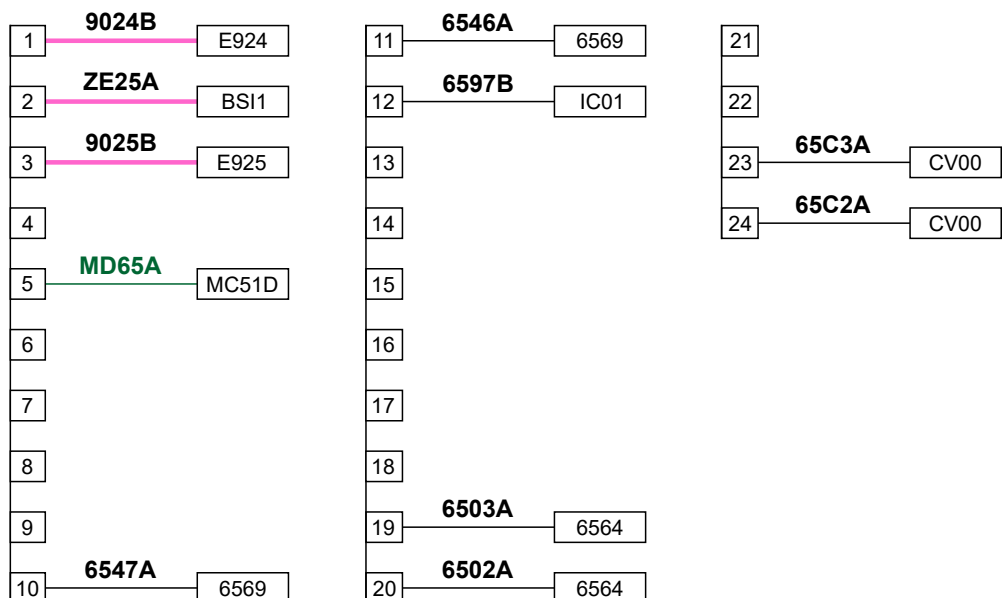 9024B
1 E924
ZE25A
2 BSI1
9025B
3 E925
4
MD65A
5 MC51D
6
7
8
9
6547A
10 6569
6546A
11 6569
6597B
12 IC01
13
14
15
16
17
18
6503A
19 6564
6502A
20 6564
21
22
65C3A
23 CV00
65C2A
24 CV00